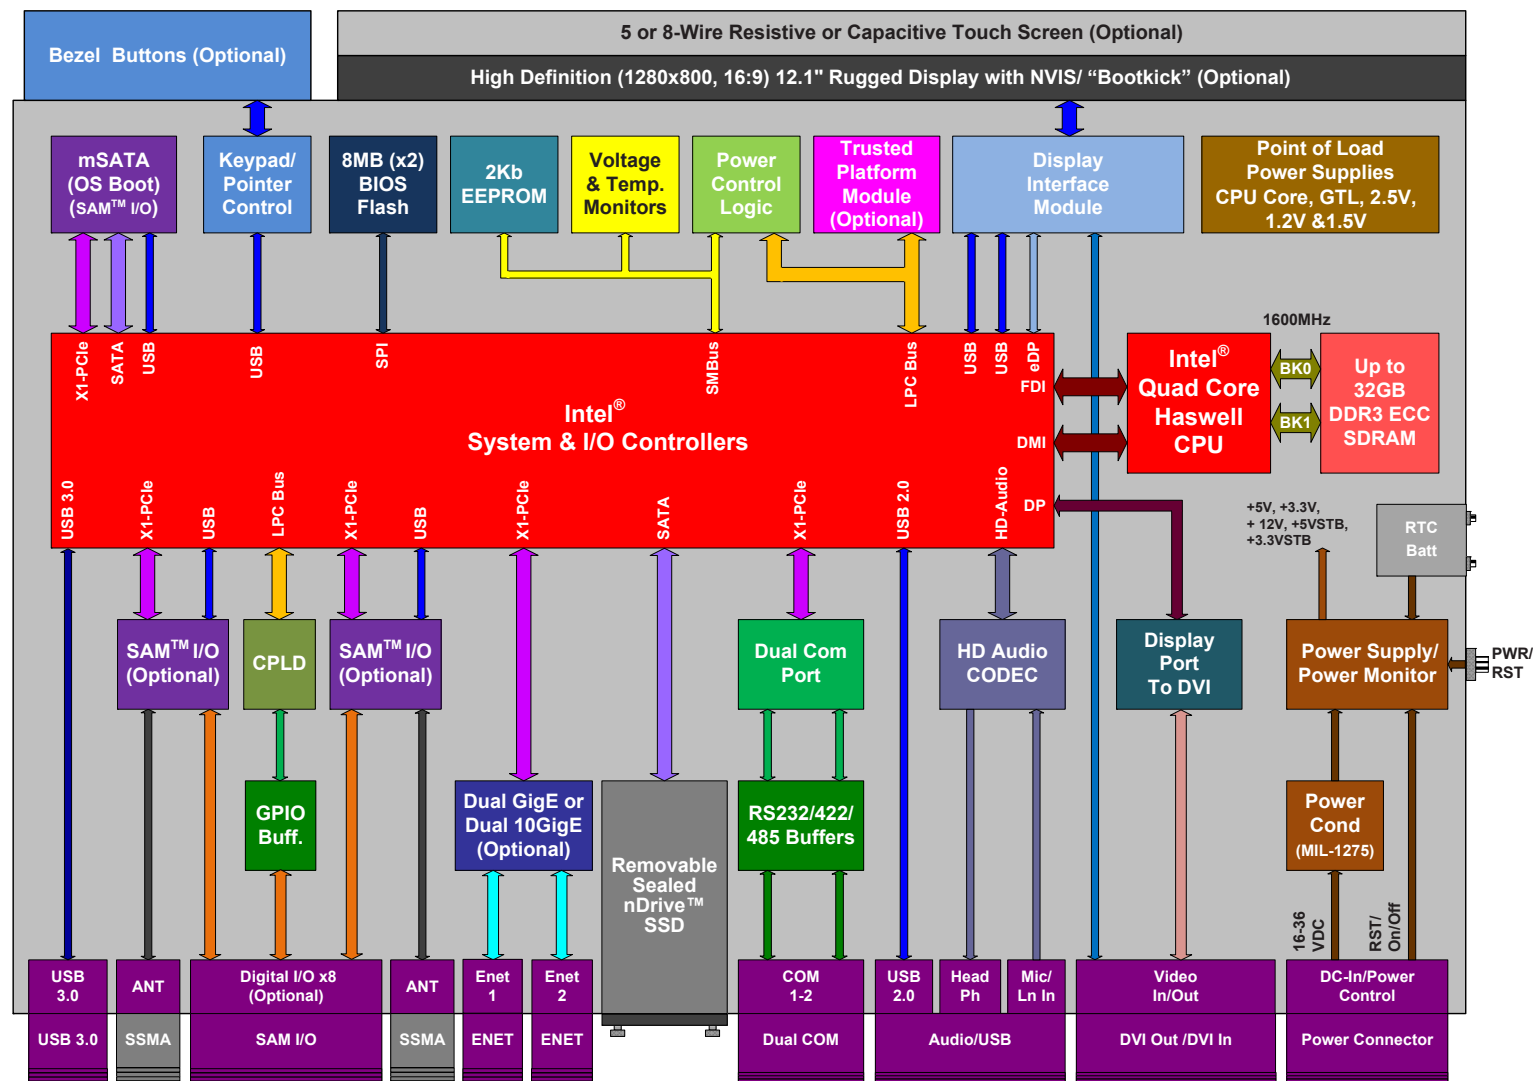 Bezel Buttons (Optional)
5 or 8-Wire Resistive or Capacitive Touch Screen (Optional)
High Definition (1280x800, 16:9) 12.1" Rugged Display with NVIS/ “Bootkick” (Optional)
mSATA
(OS Boot)
(SAM™ I/O)
Keypad/
Pointer
Control
8MB (x2)
BIOS
Flash
2Kb
EEPROM
Voltage
& Temp.
Monitors
Power
Control
Logic
Trusted
Platform
Module
(Optional)
Display
Interface
Module
Point of Load
Power Supplies
CPU Core, GTL, 2.5V,
1.2V &1.5V
X1-PCIe
SATA
USB
USB
SPI
SMBus
LPC Bus
USB
USB
eDP
FDI
DMI
DP
Intel®
System & I/O Controllers
Intel®
Quad Core
Haswell
CPU
1600MHz
BK0
BK1
Up to
32GB
DDR3 ECC
SDRAM
USB 3.0
X1-PCIe
USB
LPC Bus
X1-PCIe
USB
X1-PCIe
SATA
X1-PCIe
USB 2.0
HD-Audio
+5V, +3.3V,
+ 12V, +5VSTB,
+3.3VSTB
RTC
Batt
SAM™ I/O
(Optional)
CPLD
SAM™ I/O
(Optional)
Dual Com
Port
HD Audio
CODEC
Display
Port
To DVI
Power Supply/
Power Monitor
PWR/
RST
GPIO
Buff.
Dual GigE or
Dual 10GigE
(Optional)
Removable
Sealed
nDrive™
SSD
RS232/422/
485 Buffers
Power
Cond
(MIL-1275)
16-36
VDC
RST/
On/Off
USB
3.0
ANT
Digital I/O x8
(Optional)
ANT
Enet
1
Enet
2
COM
1-2
USB
2.0
Head
Ph
Mic/
Ln In
Video
In/Out
DC-In/Power
Control
USB 3.0
SSMA
SAM I/O
SSMA
ENET
ENET
Dual COM
Audio/USB
DVI Out /DVI In
Power Connector